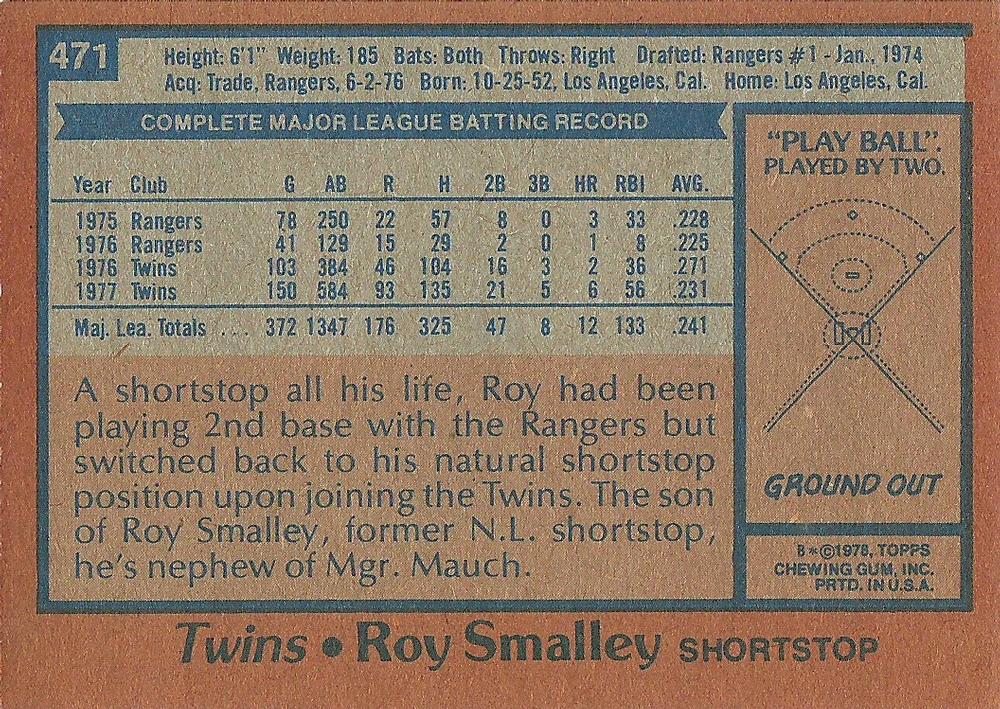 471
Height: 6'1" Weight: 185 Bats: Both Throws: Right Drafted: Rangers #1 - Jan., 1974
Acq: Trade, Rangers, 6-2-76 Born: 10-25-52, Los Angeles, Cal. Home: Los Angeles, Cal.
COMPLETE MAJOR LEAGUE BATTING RECORD
Year Club G AB R H 2B 3B HR RBI AVG.
1975 Rangers 78 250 22 57 8 0 3 33 .228
1976 Rangers 41 129 15 29 2 0 1 8 .225
1976 Twins 103 384 46 104 16 3 2 36 .271
1977 Twins 150 584 93 135 21 5 6 56 .231
Maj. Lea. Totals ... 372 1347 176 325 47 8 12 133 .241
A shortstop all his life, Roy had been
playing 2nd base with the Rangers but
switched back to his natural shortstop
position upon joining the Twins. The son
of Roy Smalley, former N.L. shortstop,
he's nephew of Mgr. Mauch.
"PLAY BALL".
PLAYED BY TWO.
GROUND OUT
B*©1978, TOPPS
CHEWING GUM, INC.
PRTD. IN U.S.A.
Twins • Roy Smalley SHORTSTOP